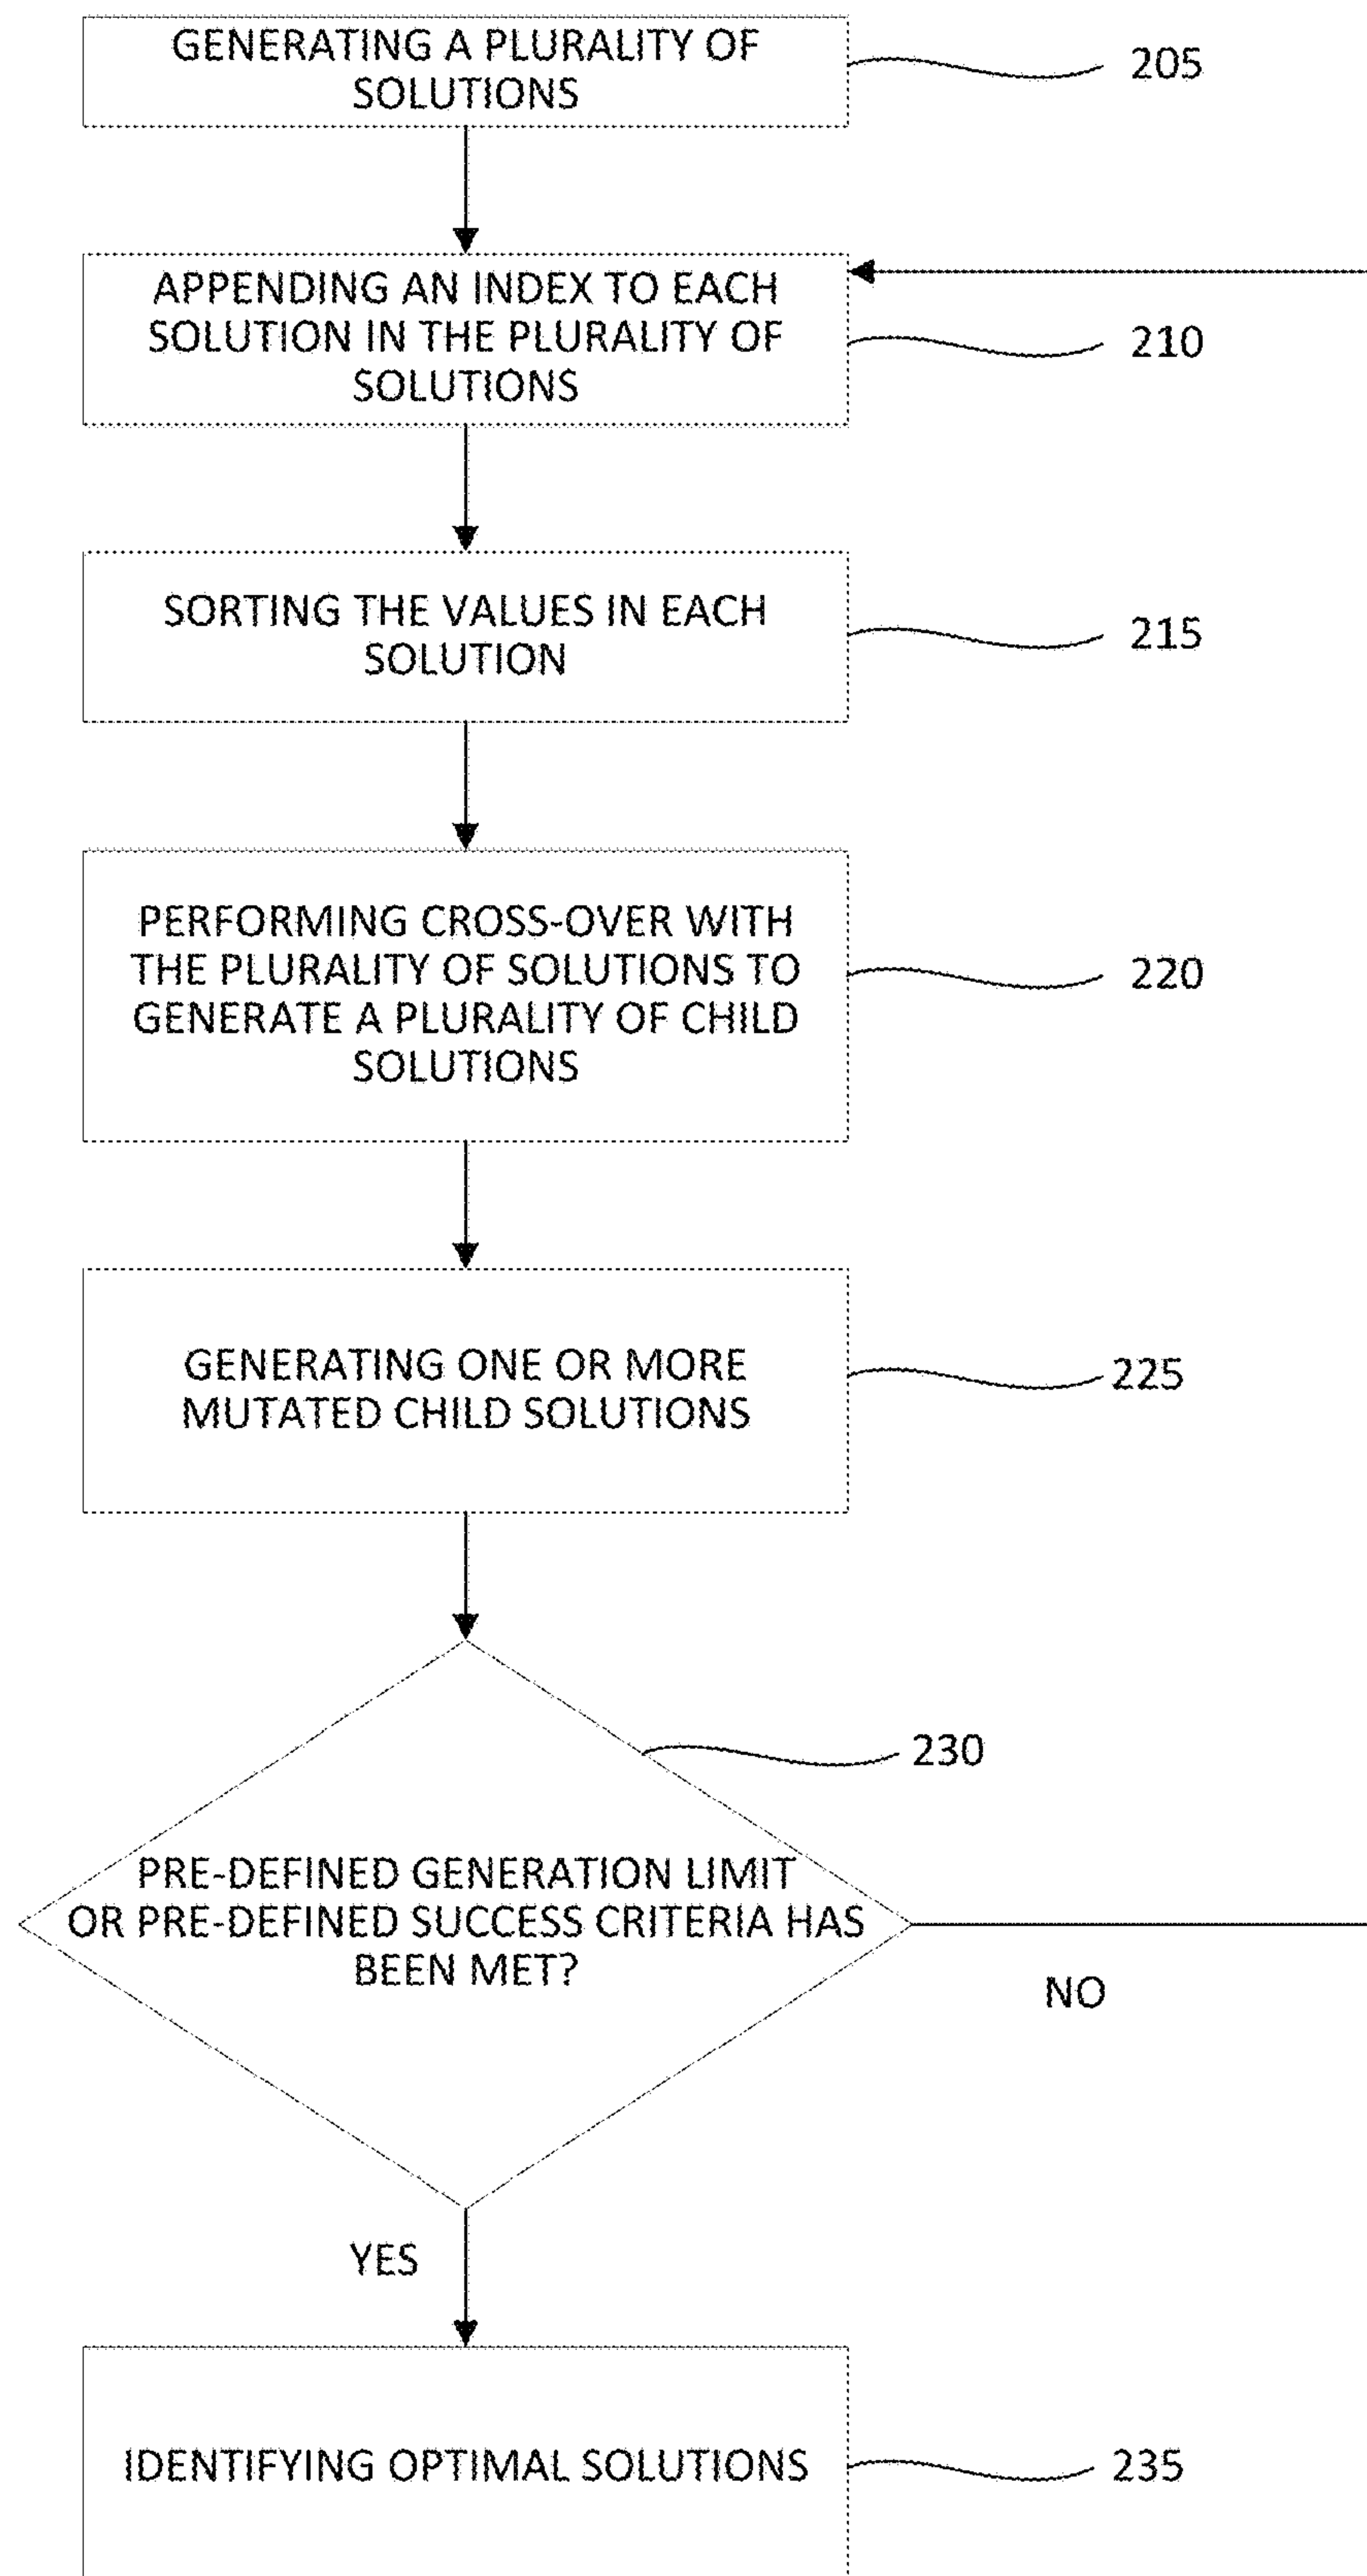 GENERATING A PLURALITY OF
SOLUTIONS
205
APPENDING AN INDEX TO EACH
SOLUTION IN THE PLURALITY OF
SOLUTIONS
210
SORTING THE VALUES IN EACH
SOLUTION
215
PERFORMING CROSS-OVER WITH
THE PLURALITY OF SOLUTIONS TO
GENERATE A PLURALITY OF CHILD
SOLUTIONS
220
GENERATING ONE OR MORE
MUTATED CHILD SOLUTIONS
225
230
PRE-DEFINED GENERATION LIMIT
OR PRE-DEFINED SUCCESS CRITERIA HAS
BEEN MET?
NO
YES
IDENTIFYING OPTIMAL SOLUTIONS
235